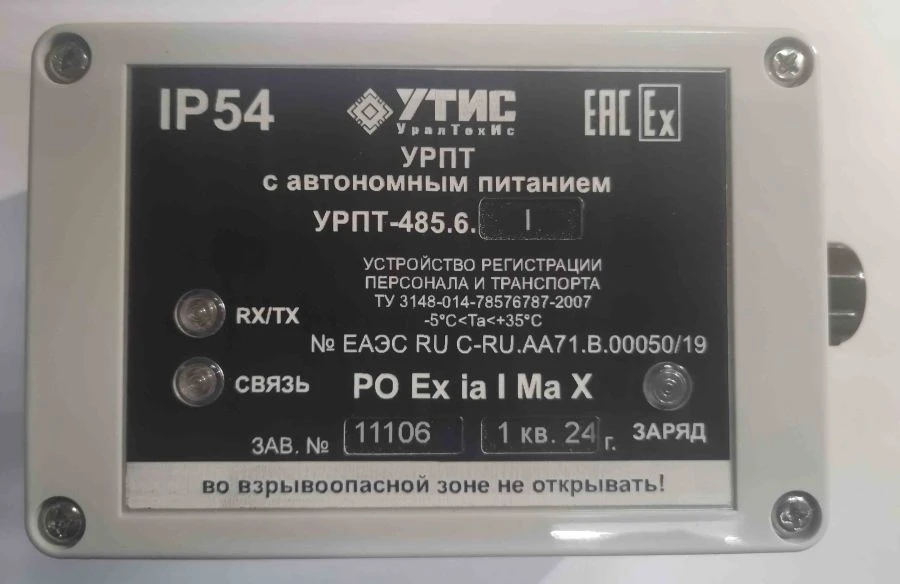 IP54
УТИС
УралТехИс
EAC Ex
УРПТ
с автономным питанием
УРПТ-485.6. I
УСТРОЙСТВО РЕГИСТРАЦИИ
ПЕРСОНАЛА И ТРАНСПОРТА
ТУ 3148-014-78576787-2007
-5°C<Ta<+35°C
RX/TX
№ ЕАЭС RU C-RU.АА71.В.00050/19
СВЯЗЬ
PO Ex ia I Ma X
ЗАВ. № 11106 1 кв. 24 г. ЗАРЯД
во взрывоопасной зоне не открывать!